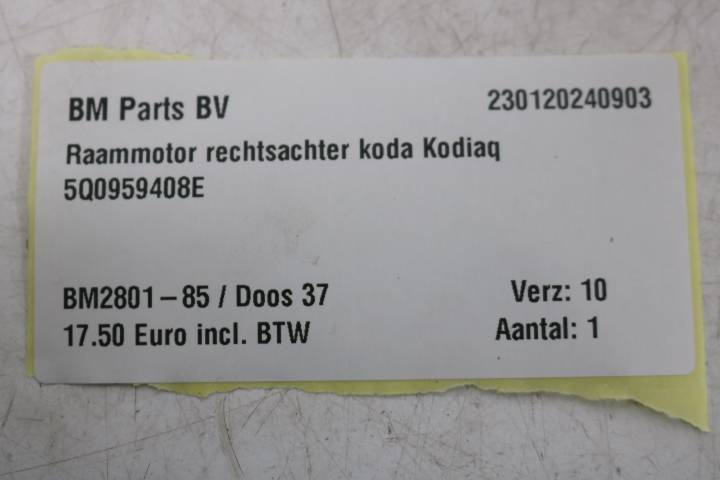 BM Parts BV 230120240903
Raammotor rechtsachter koda Kodiaq
5Q0959408E
BM2801-85 / Doos 37 Verz: 10
17.50 Euro incl. BTW Aantal: 1